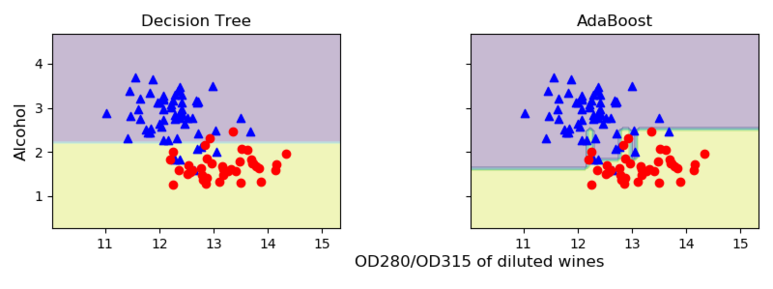 Decision Tree
AdaBoost
4
3
2
1
Alcohol
11 12 13 14 15
11 12 13 14 15
OD280/OD315 of diluted wines